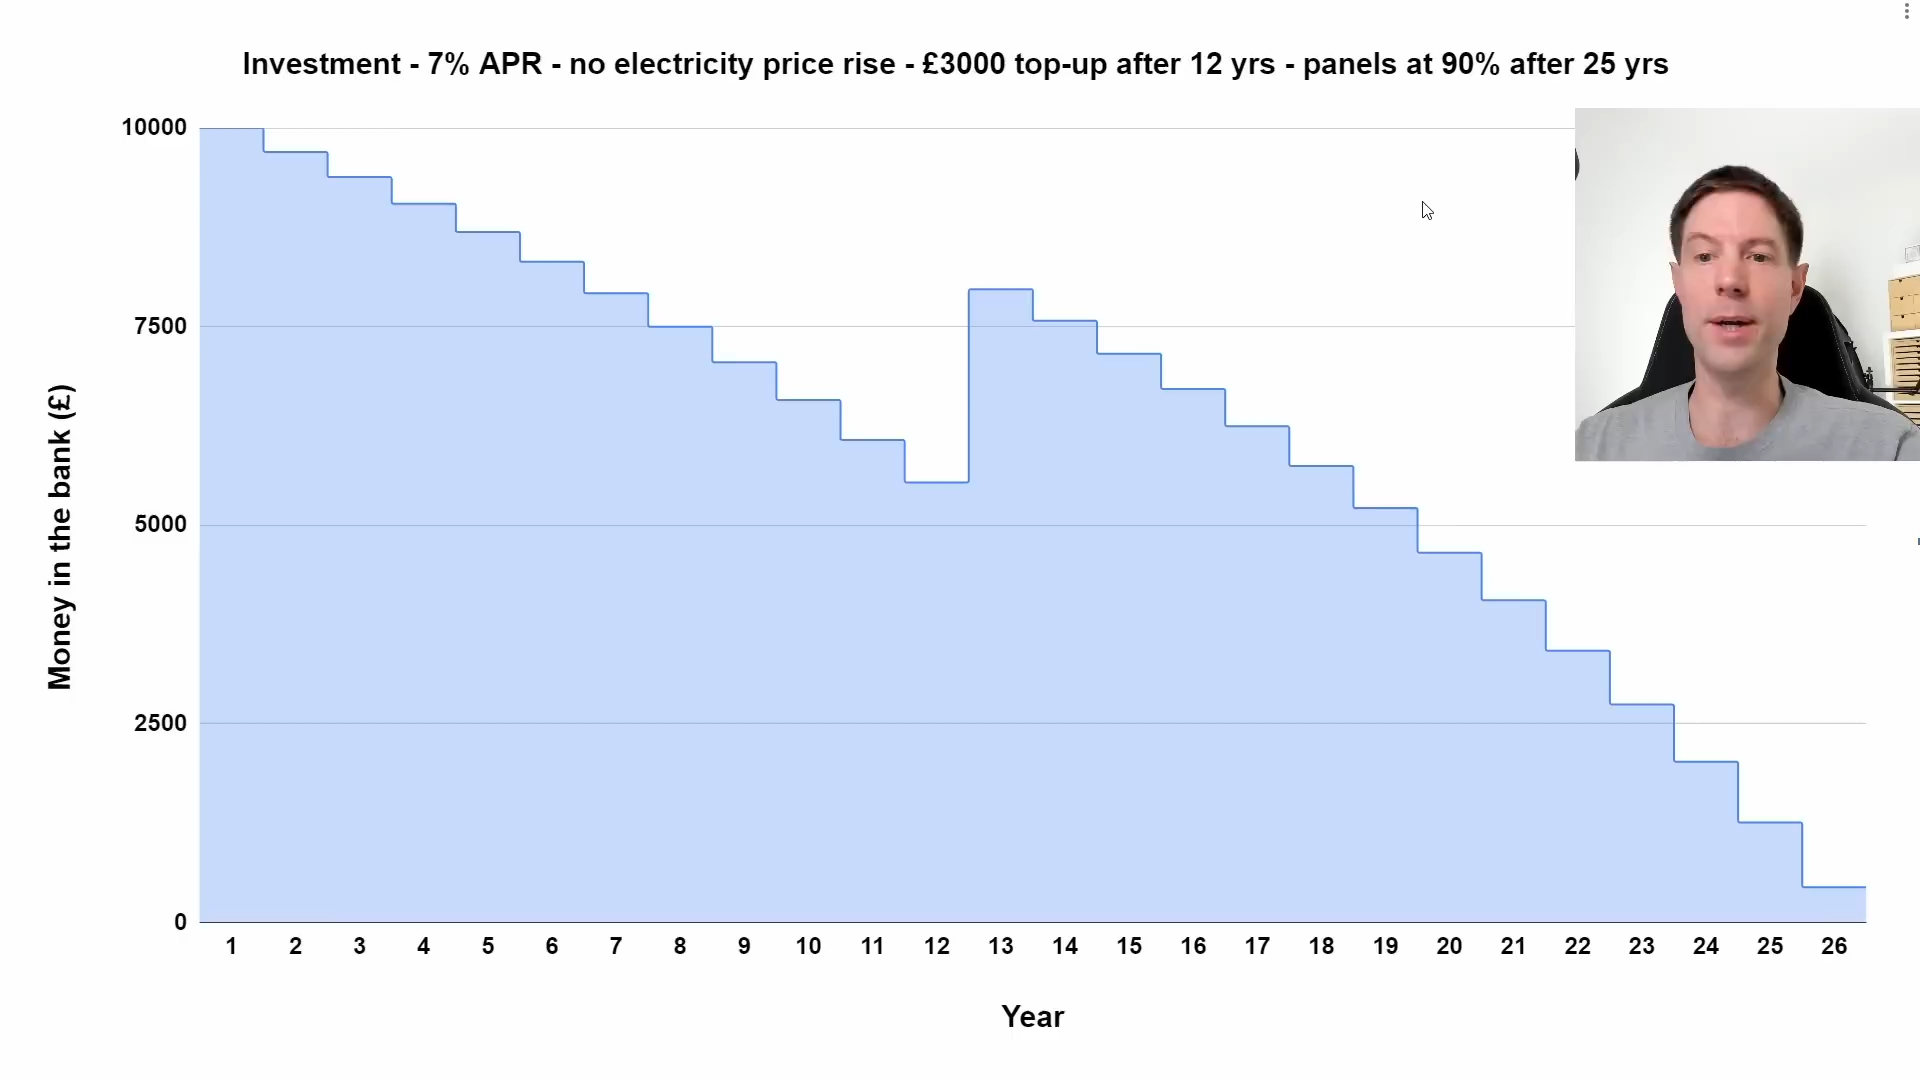 Investment - 7% APR - no electricity price rise - £3000 top-up after 12 yrs - panels at 90% after 25 yrs
10000
7500
5000
2500
0
Money in the bank (£)
1 2 3 4 5 6 7 8 9 10 11 12 13 14 15 16 17 18 19 20 21 22 23 24 25 26
Year